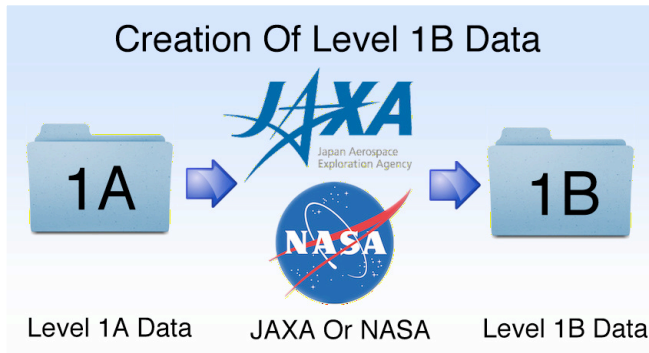 Creation Of Level 1B Data
JAXA
Japan Aerospace
Exploration Agency
1A
1B
NASA
Level 1A Data
JAXA Or NASA
Level 1B Data